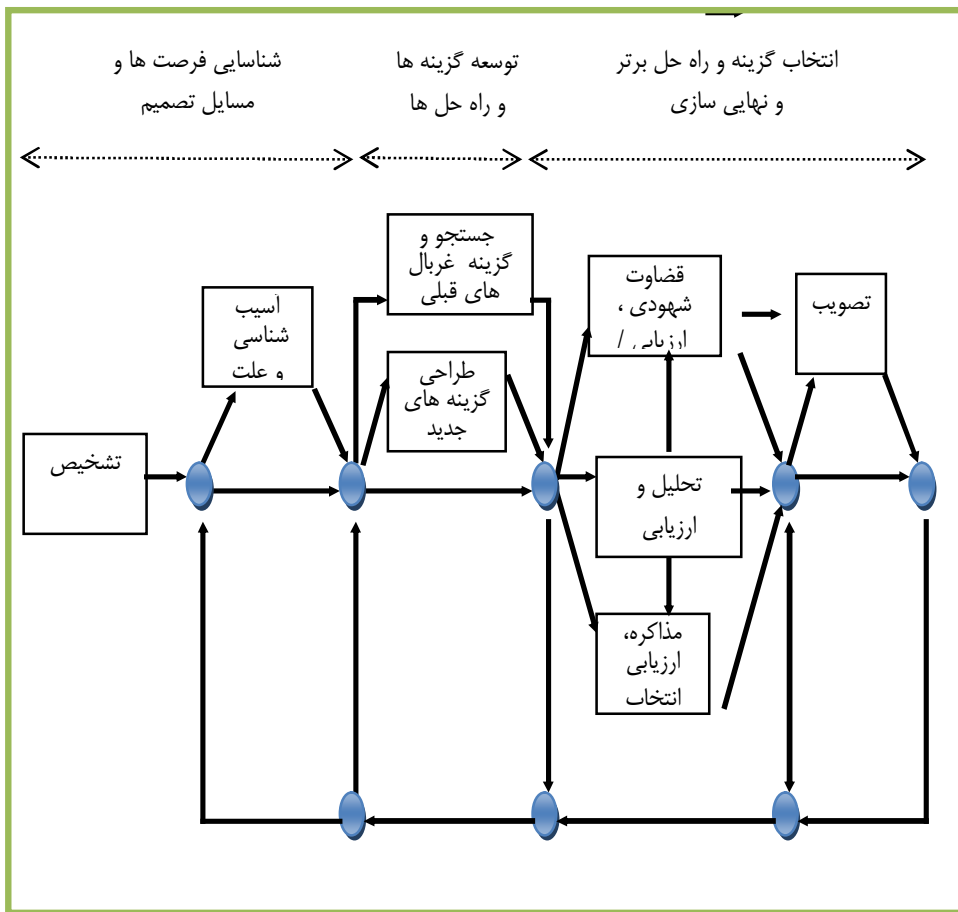 شناسایی فرصت ها و
مسایل تصمیم
توسعه گزینه ها
و راه حل ها
انتخاب گزینه و راه حل برتر
و نهایی سازی
تشخیص
آسیب
شناسی
و علت
جستجو و
گزینه غربال
های قبلی
طراحی
گزینه های
جدید
قضاوت
شهودی ،
ارزیابی /
تحلیل و
ارزیابی
مذاکره،
ارزیابی
انتخاب
تصویب